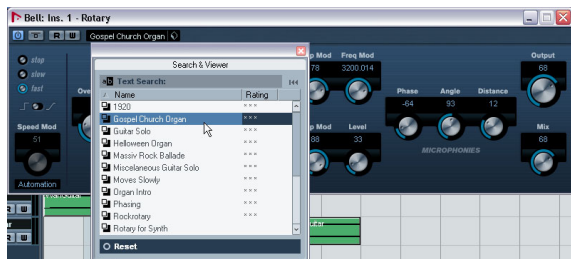 Bell: Ins. 1 - Rotary
R W Gospel Church Organ
stop
slow
fast
Speed Mod
51
Automation
Search & Viewer
Text Search:
Name Rating
1920
Gospel Church Organ
Guitar Solo
Helloween Organ
Massiv Rock Ballade
Miscelaneous Guitar Solo
Moves Slowly
Organ Intro
Phasing
Rockrotary
Rotary for Synth
Reset
Mod Freq Mod
78 3200.014
Mod Level
88 33
Phase Angle Distance
-64 93 12
MICROPHONIES
Output
68
Mix
68
R W